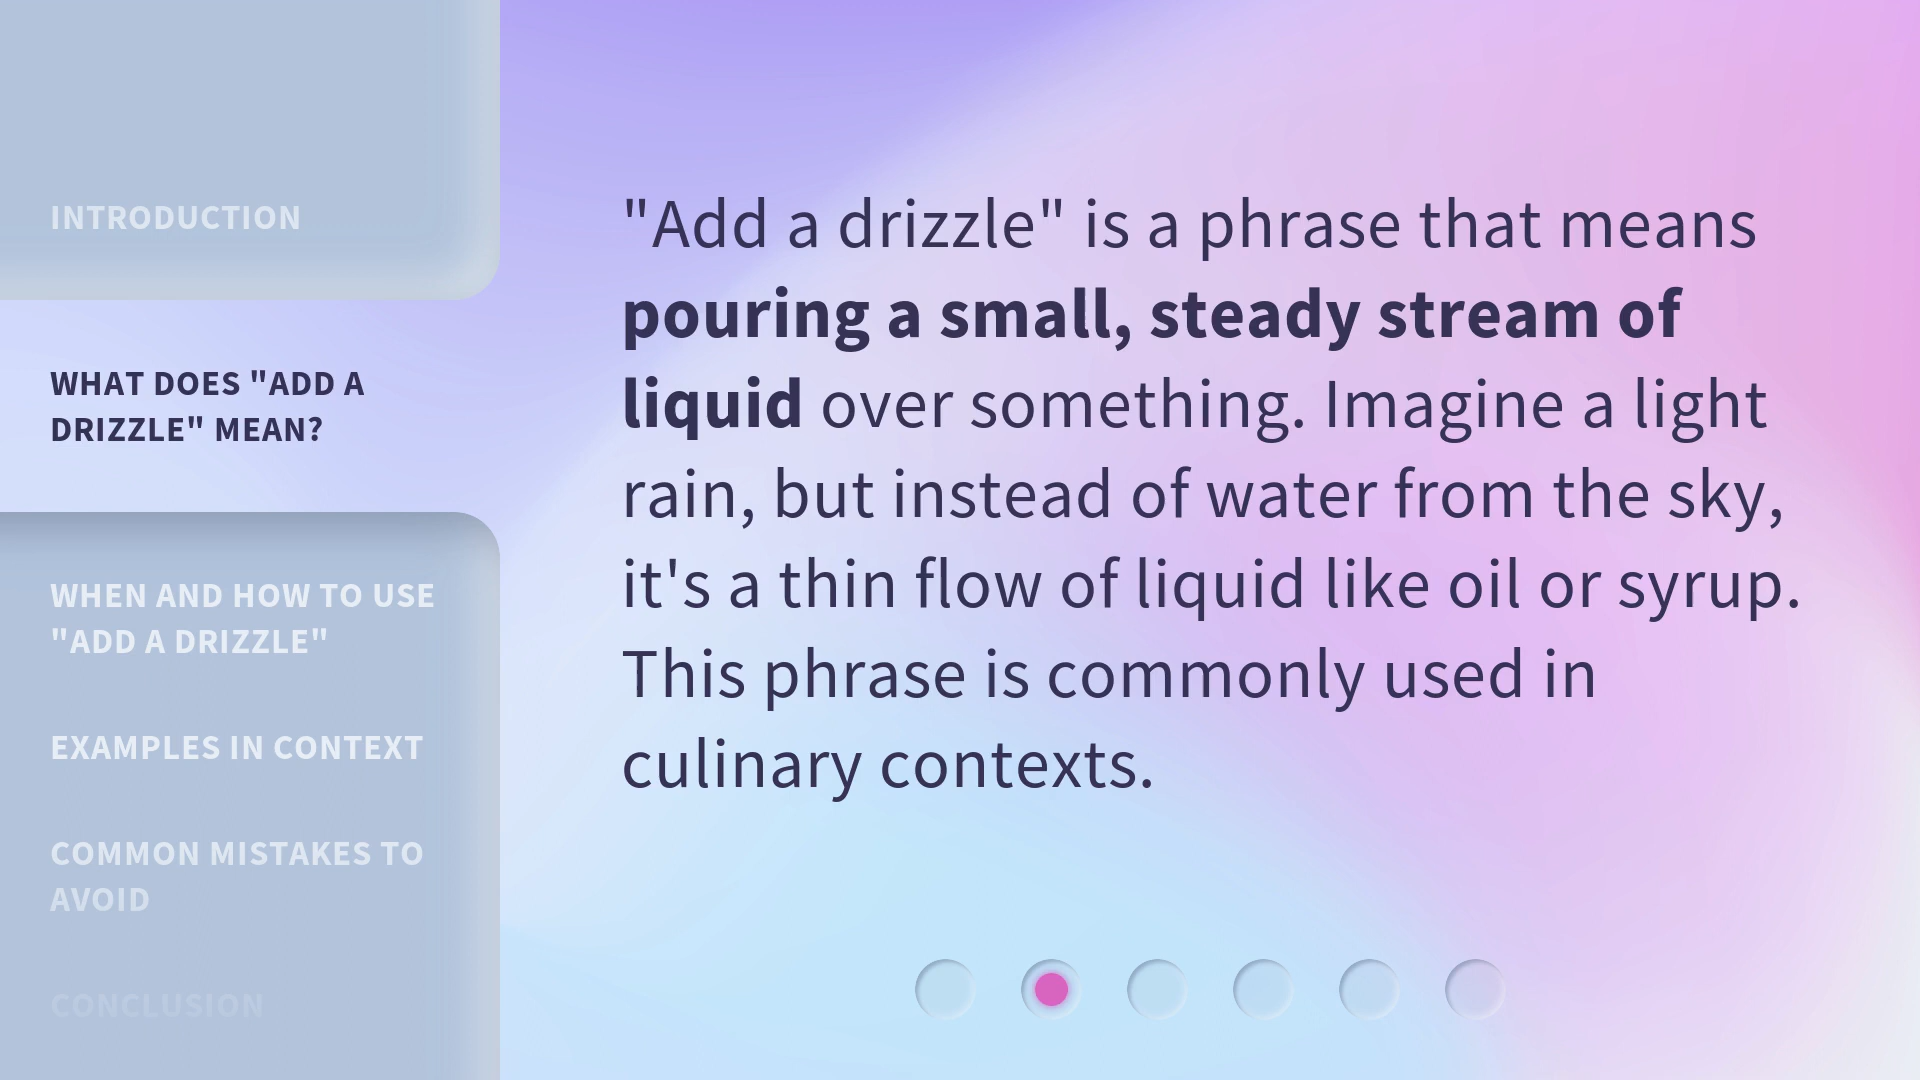 INTRODUCTION
WHAT DOES "ADD A
DRIZZLE" MEAN?
WHEN AND HOW TO USE
"ADD A DRIZZLE"
EXAMPLES IN CONTEXT
COMMON MISTAKES TO
AVOID
CONCLUSION
"Add a drizzle" is a phrase that means
pouring a small, steady stream of
liquid over something. Imagine a light
rain, but instead of water from the sky,
it's a thin flow of liquid like oil or syrup.
This phrase is commonly used in
culinary contexts.